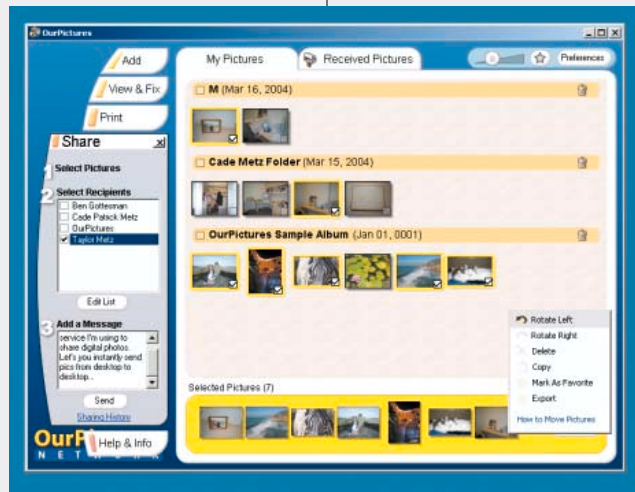 OurPictures
Add
View & Fix
Print
Share
1 Select Pictures
2 Select Recipients
Ben Gottesman
Cade Patrick Metz
OurPictures
Taylor Metz
Edit List
3 Add a Message
service I'm using to
share digital photos.
Let's you instantly send
pics from desktop to
desktop...
Send
Sharing History
OurPi
NETWORK
Help & Info
My Pictures
Received Pictures
Preferences
M (Mar 16, 2004)
Cade Metz Folder (Mar 15, 2004)
OurPictures Sample Album (Jan 01, 0001)
Selected Pictures (7)
Rotate Left
Rotate Right
Delete
Copy
Mark As Favorite
Export
How to Move Pictures